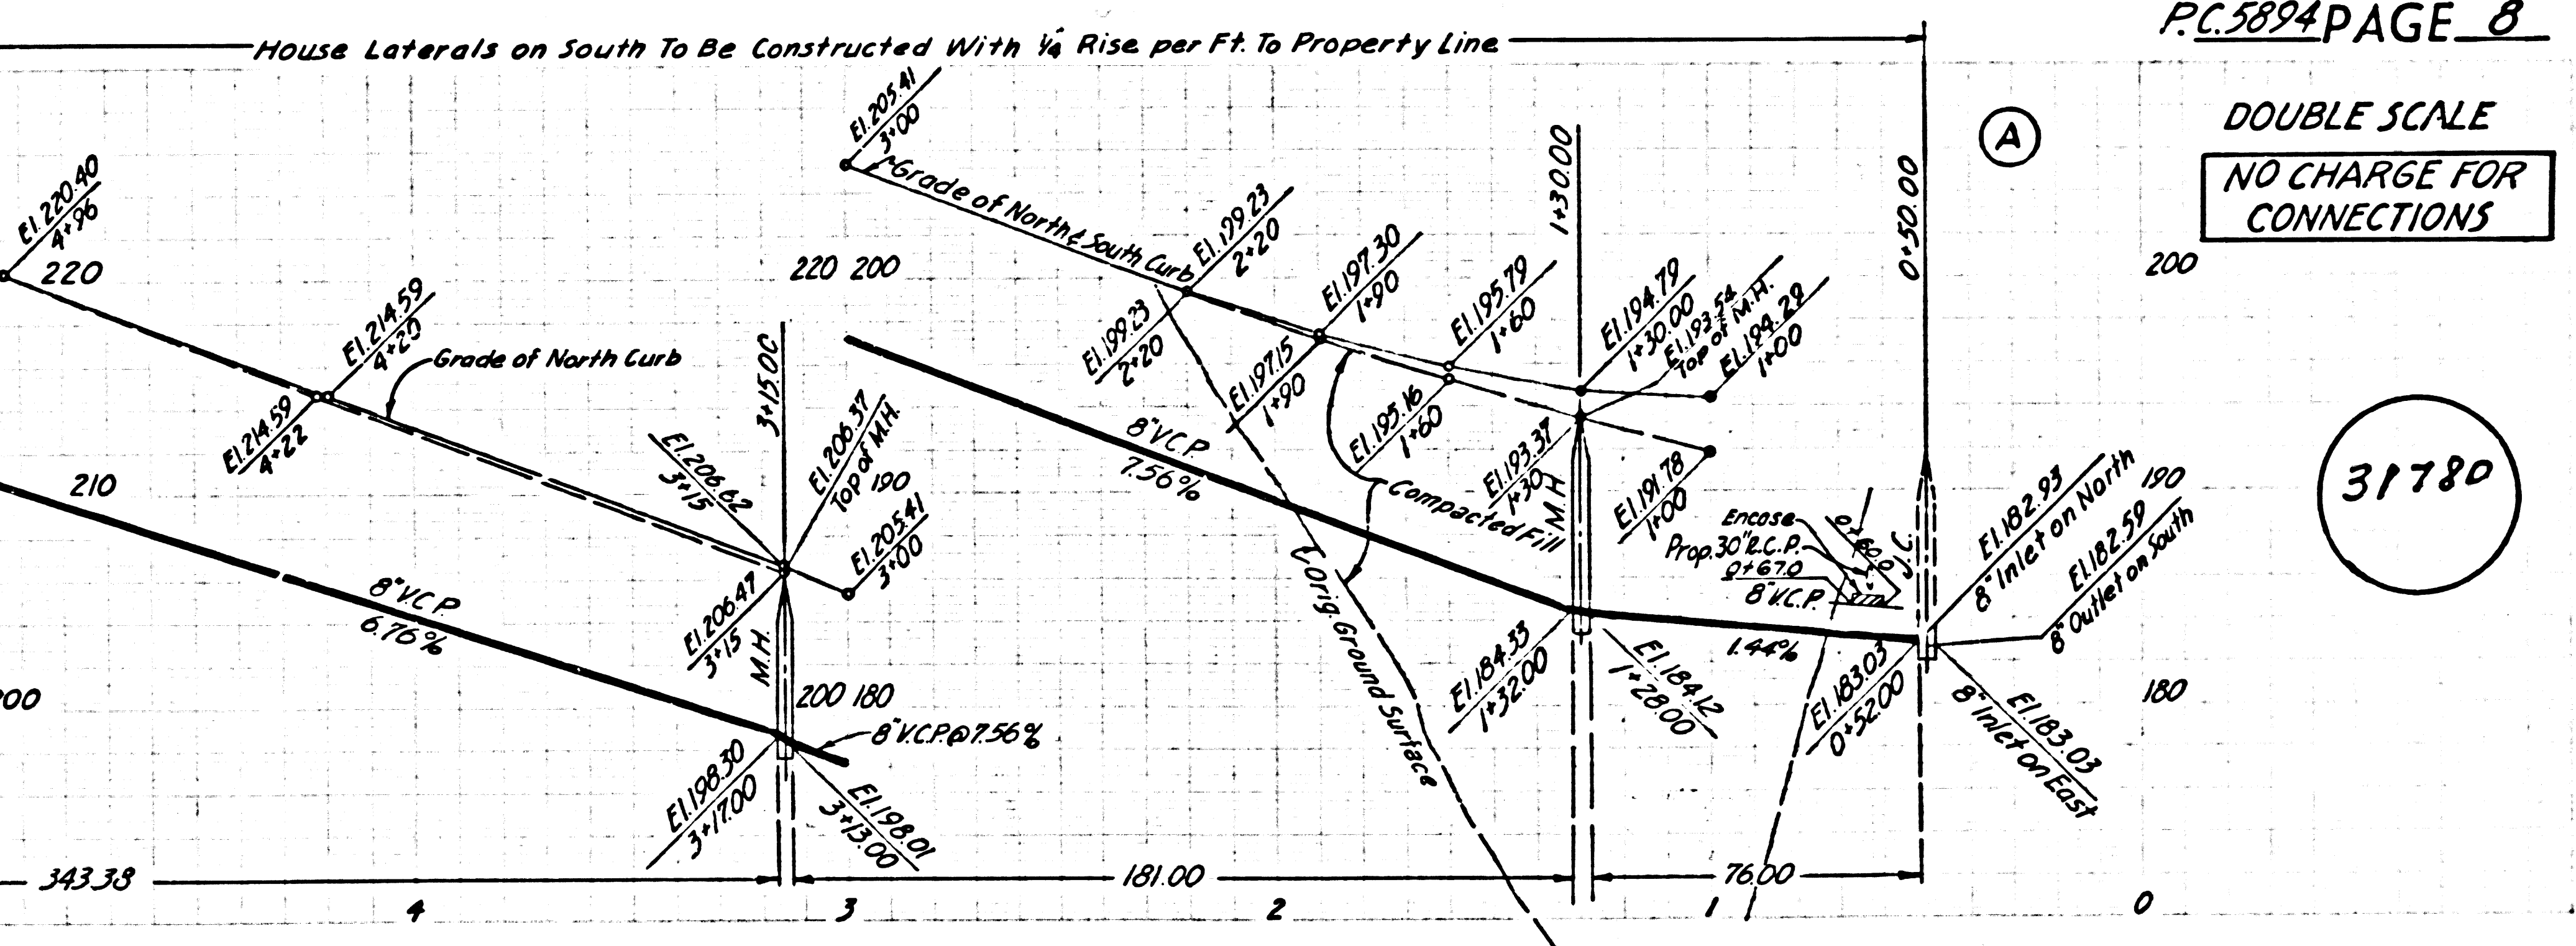 P.C.5894 PAGE 8
House Laterals on South To Be Constructed With ¼" Rise per Ft. To Property Line
DOUBLE SCALE
NO CHARGE FOR
CONNECTIONS
A
31780
El.220.40
4+96
220
El.214.59
4+20
El.214.59
4+22
Grade of North Curb
210
8"V.C.P.
6.76%
El.206.62
3+15
3+15.00
El.206.37
Top of M.H.
190
El.205.41
3+00
El.206.47
3+15
M.H.
200 180
8"V.C.P.@7.56%
El.198.30
3+17.00
El.198.01
3+13.00
El.205.41
3+00
Grade of North & South Curb
220 200
El.199.23
2+20
El.199.23
2+20
El.197.30
1+90
El.197.15
1+90
El.195.79
1+60
El.195.16
1+60
1+30.00
El.194.79
1+30.00
El.193.54
Top of M.H.
El.194.29
1+00
El.193.37
1+30
M.H.
El.191.78
1+00
8"V.C.P.
7.56%
Compacted Fill
Orig. Ground Surface
Encase
Prop. 30"R.C.P.
0+67.0
8"V.C.P.
J.C.
0+50.00
200
190
180
El.182.93
8" Inlet on North
El.182.59
8" Outlet on South
El.183.03
8" Inlet on East
El.184.33
1+32.00
El.184.12
1+28.00
1.44%
El.183.03
0+52.00
343.38
181.00
76.00
4
3
2
1
0